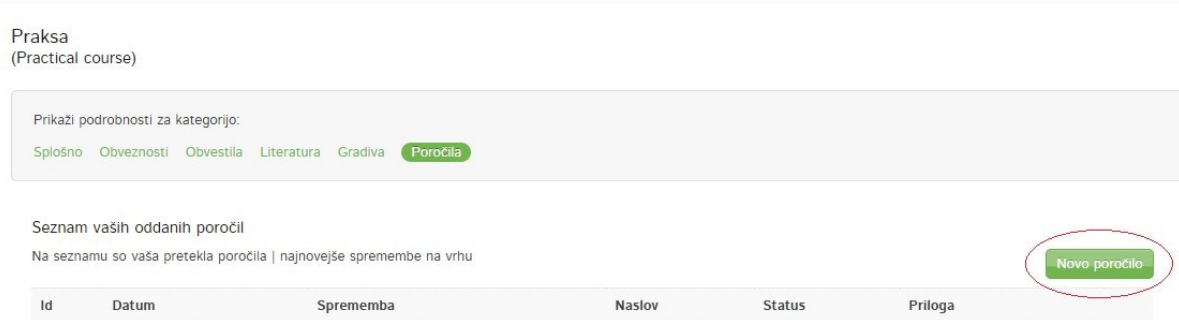 Praksa
(Practical course)
Prikaži podrobnosti za kategorijo:
Splošno Obveznosti Obvestila Literatura Gradiva Poročila
Seznam vaših oddanih poročil
Na seznamu so vaša pretekla poročila | najnovejše spremembe na vrhu
Novo poročilo
Id Datum Sprememba Naslov Status Priloga